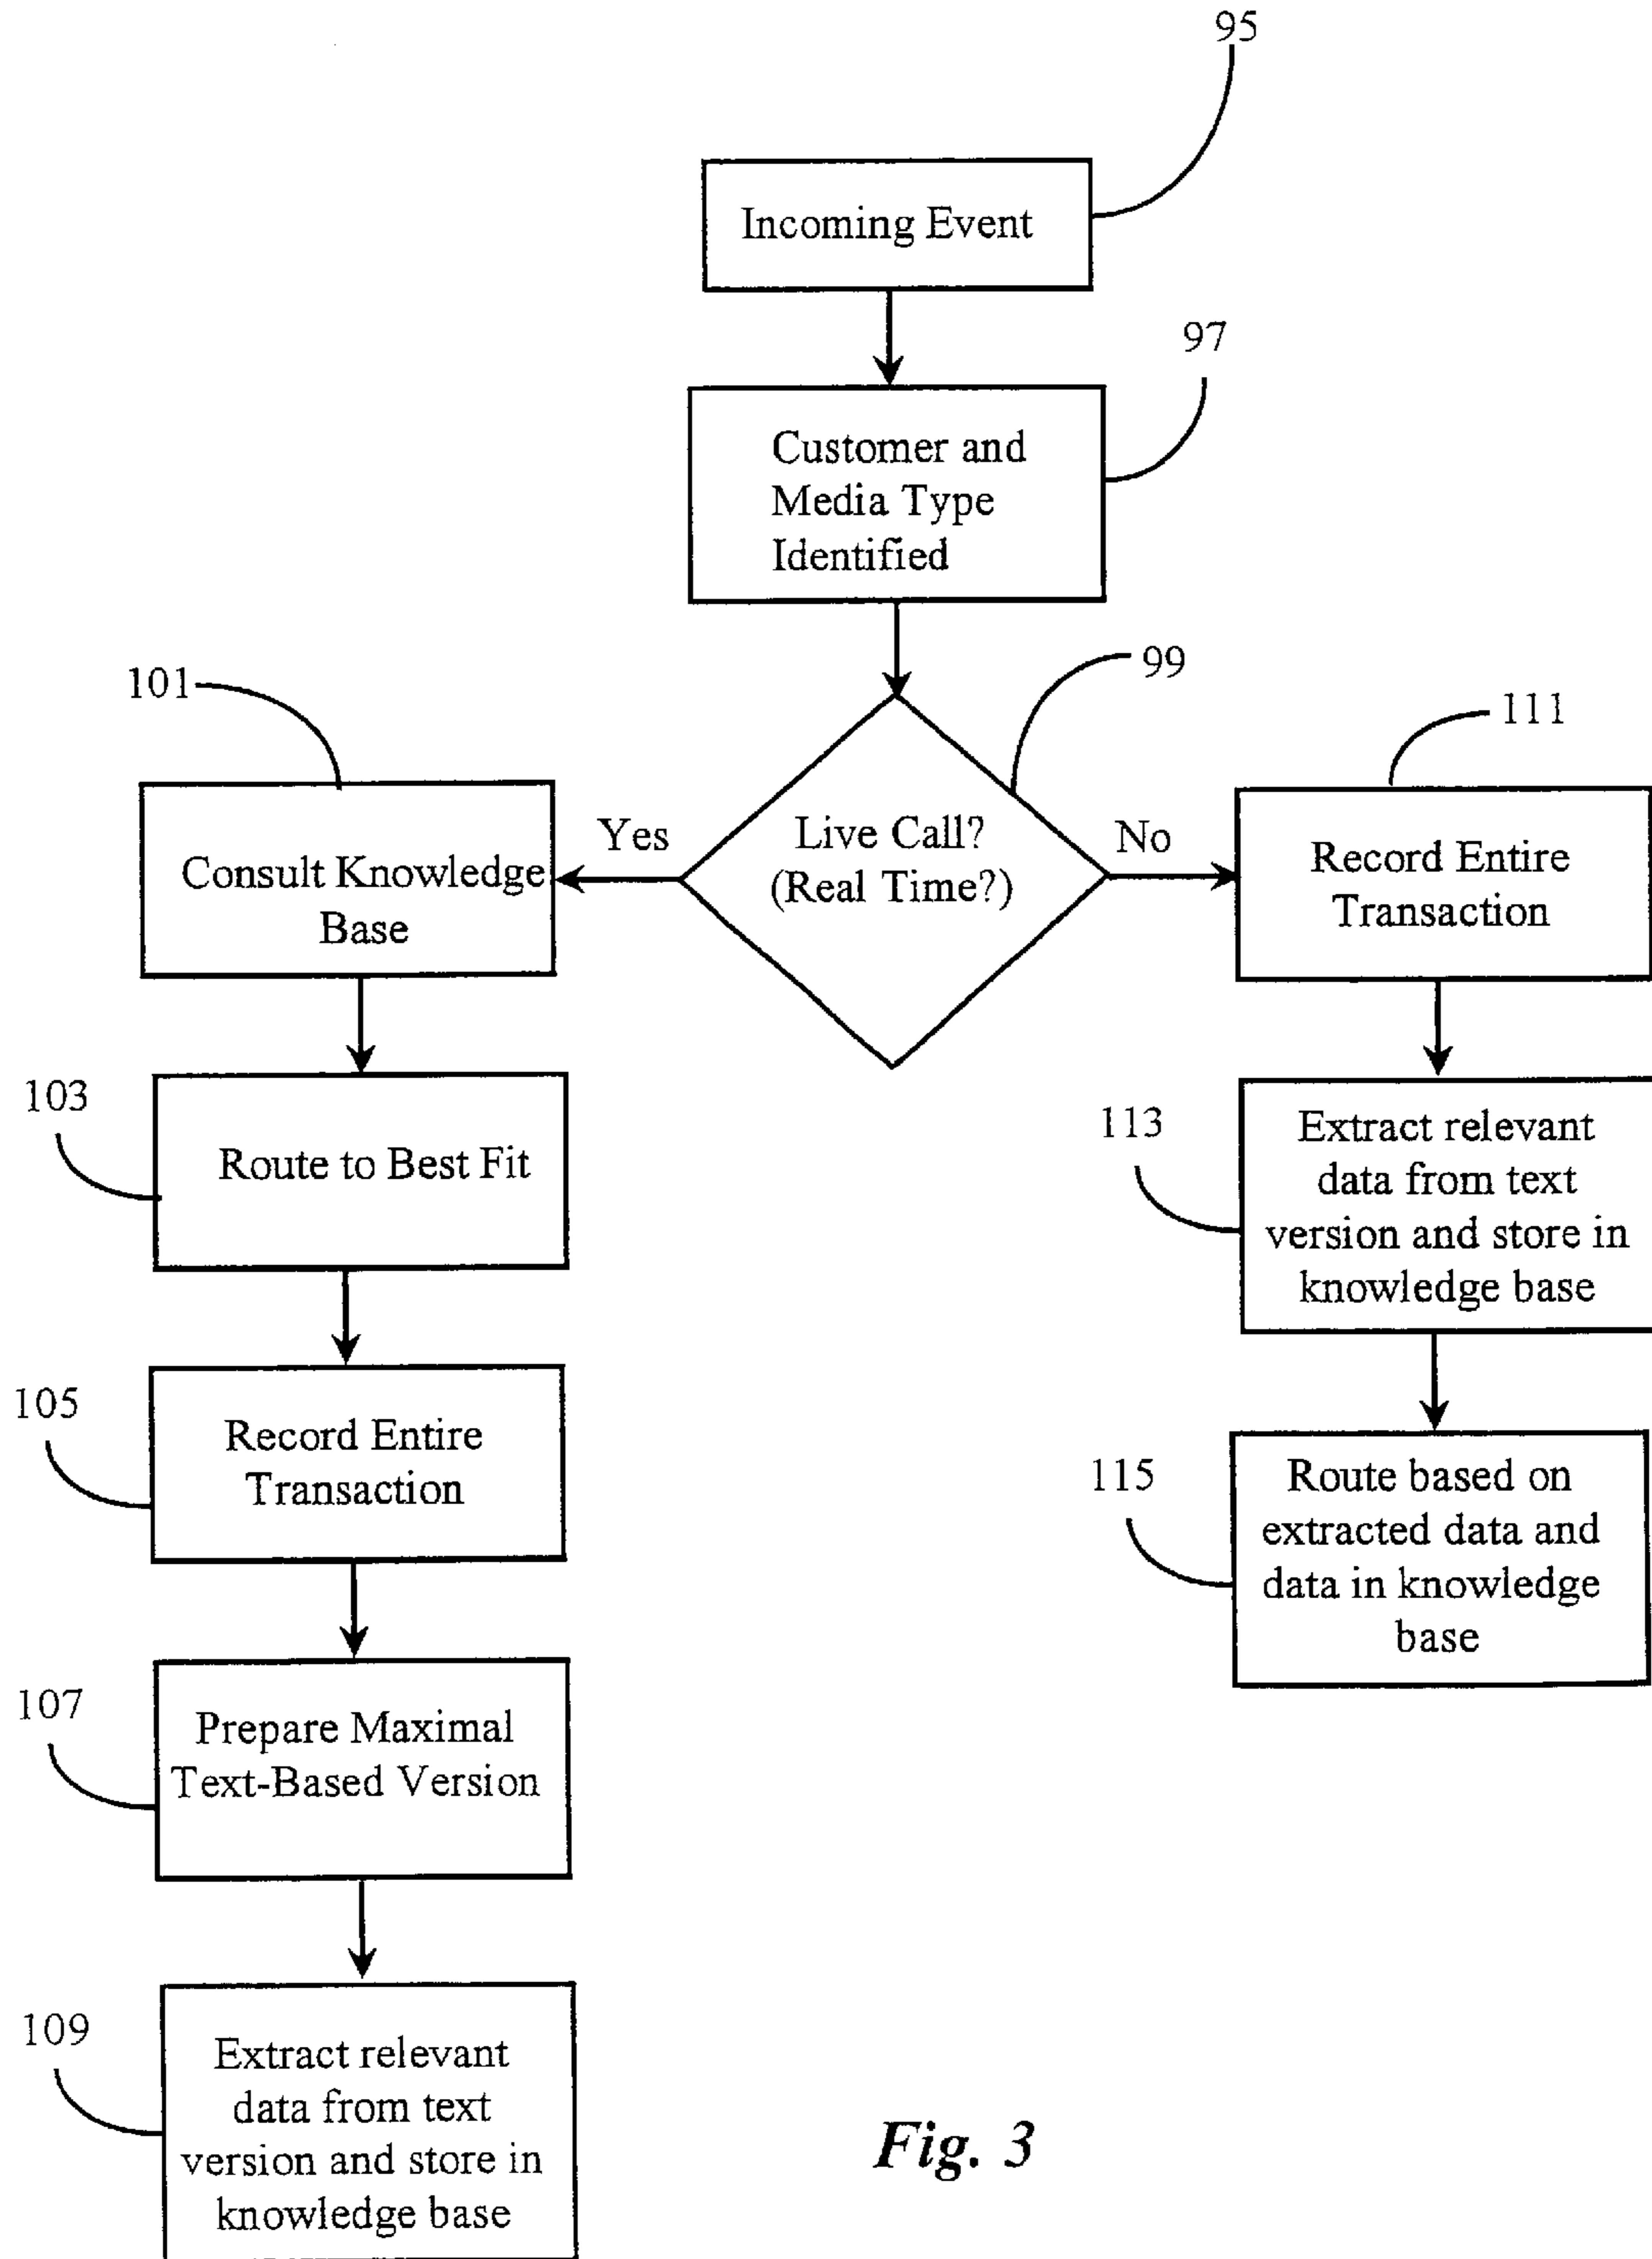 95
Incoming Event
97
Customer and
Media Type
Identified
99
Live Call?
(Real Time?)
Yes
No
101
Consult Knowledge
Base
103
Route to Best Fit
105
Record Entire
Transaction
107
Prepare Maximal
Text-Based Version
109
Extract relevant
data from text
version and store in
knowledge base
111
Record Entire
Transaction
113
Extract relevant
data from text
version and store in
knowledge base
115
Route based on
extracted data and
data in knowledge
base
Fig. 3